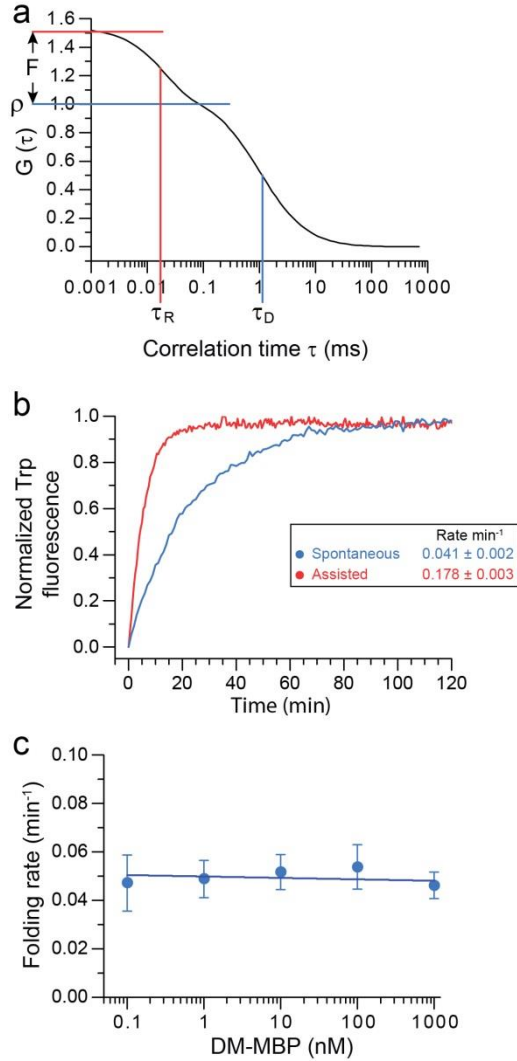 a
1.6
1.4
F
1.2
ρ
1.0
0.8
0.6
0.4
0.2
0.0
G (τ)
0.001 0.01 0.1 1 10 100 1000
τR τD
Correlation time τ (ms)
b
1.0
0.8
0.6
0.4
0.2
0.0
Normalized Trp
fluorescence
Rate min-1
Spontaneous 0.041 ± 0.002
Assisted 0.178 ± 0.003
0 20 40 60 80 100 120
Time (min)
c
0.10
0.08
0.06
0.04
0.02
0.00
Folding rate (min-1)
0.1 1 10 100 1000
DM-MBP (nM)